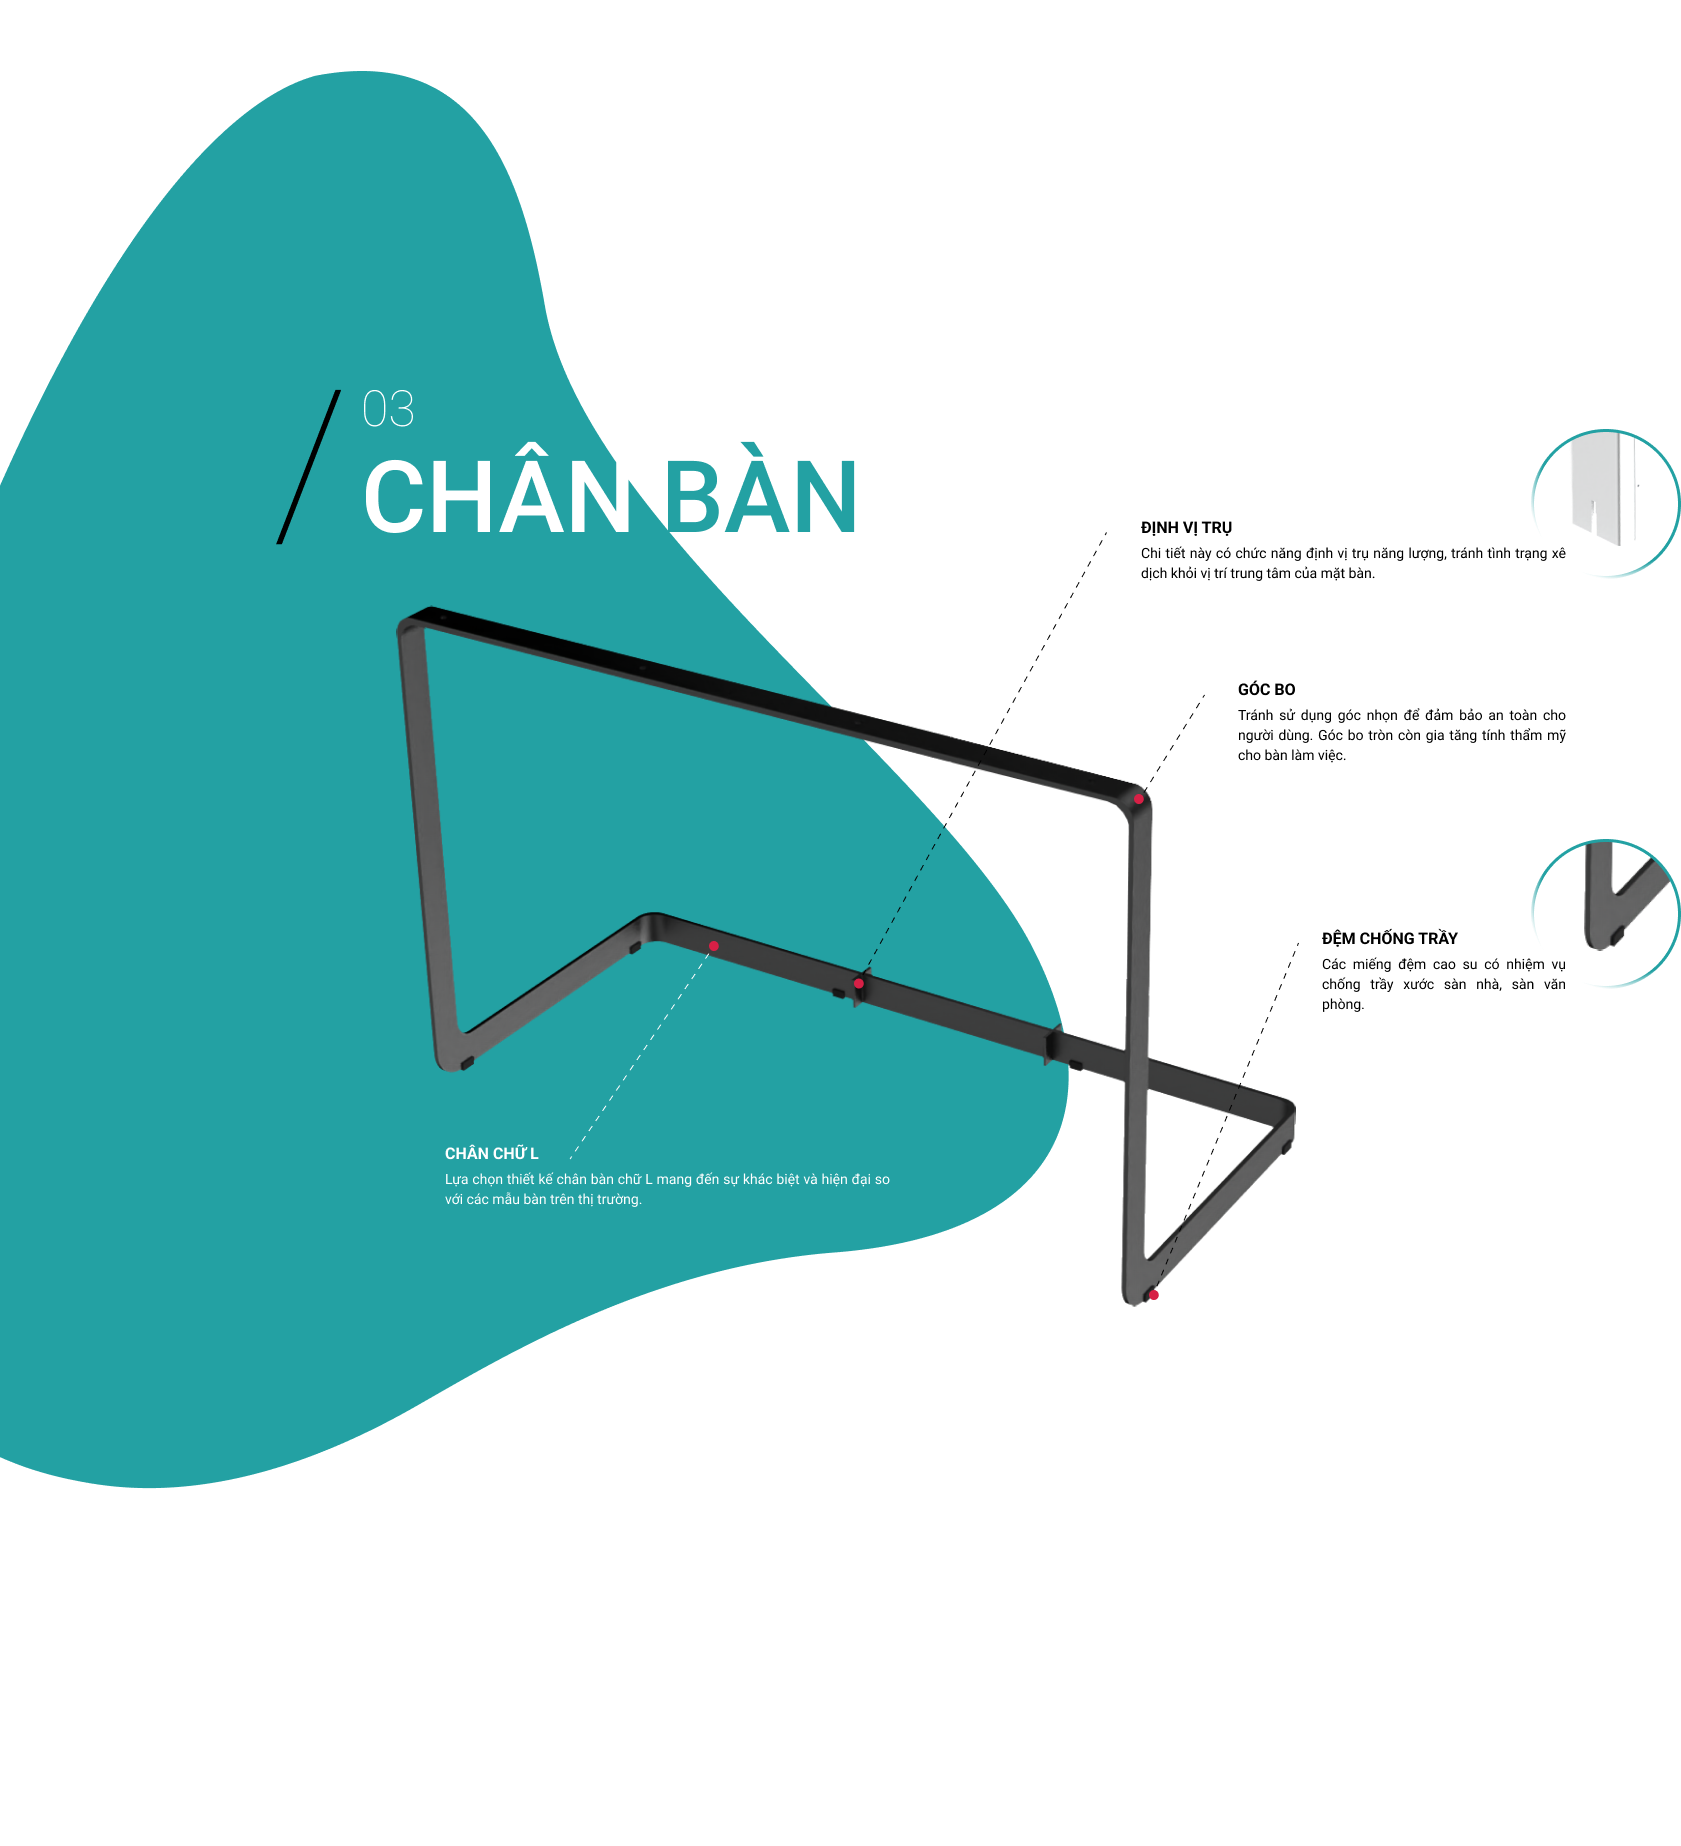 03
CHÂN BÀN
ĐỊNH VỊ TRỤ
Chi tiết này có chức năng định vị trụ năng lượng, tránh tình trạng xê
dịch khỏi vị trí trung tâm của mặt bàn.
GÓC BO
Tránh sử dụng góc nhọn để đảm bảo an toàn cho
người dùng. Góc bo tròn còn gia tăng tính thẩm mỹ
cho bàn làm việc.
ĐỆM CHỐNG TRẦY
Các miếng đệm cao su có nhiệm vụ
chống trầy xước sàn nhà, sàn văn
phòng.
CHÂN CHỮ L
Lựa chọn thiết kế chân bàn chữ L mang đến sự khác biệt và hiện đại so
với các mẫu bàn trên thị trường.